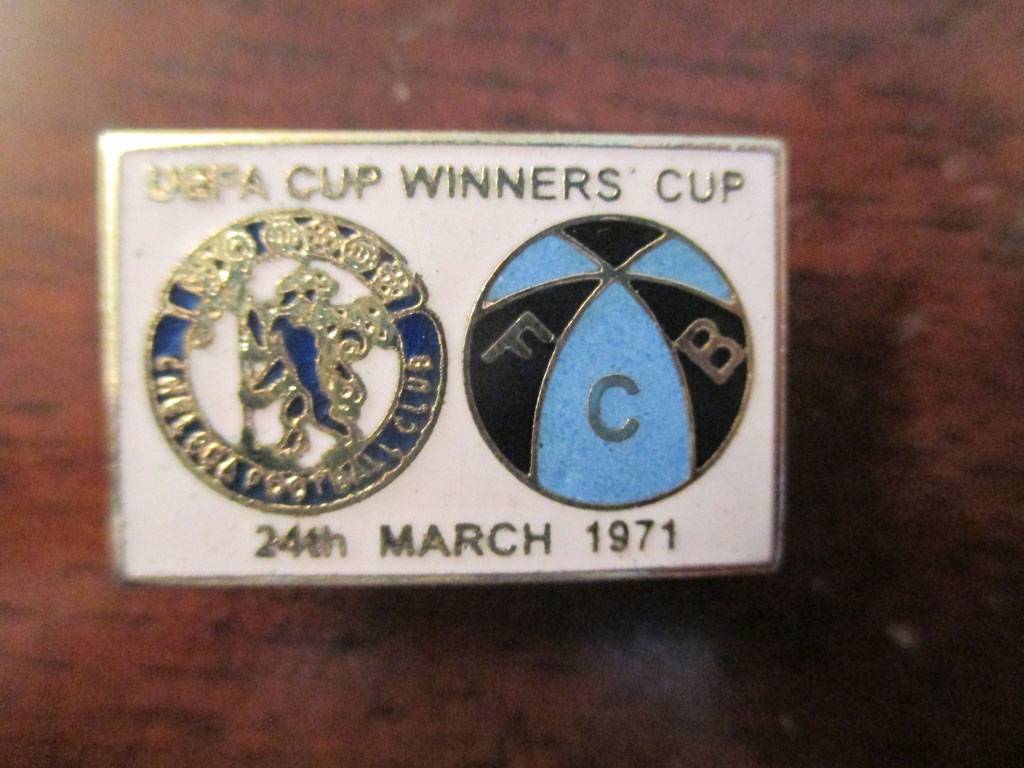 UEFA CUP WINNERS' CUP
CHELSEA FOOTBALL CLUB
F C B
24th MARCH 1971